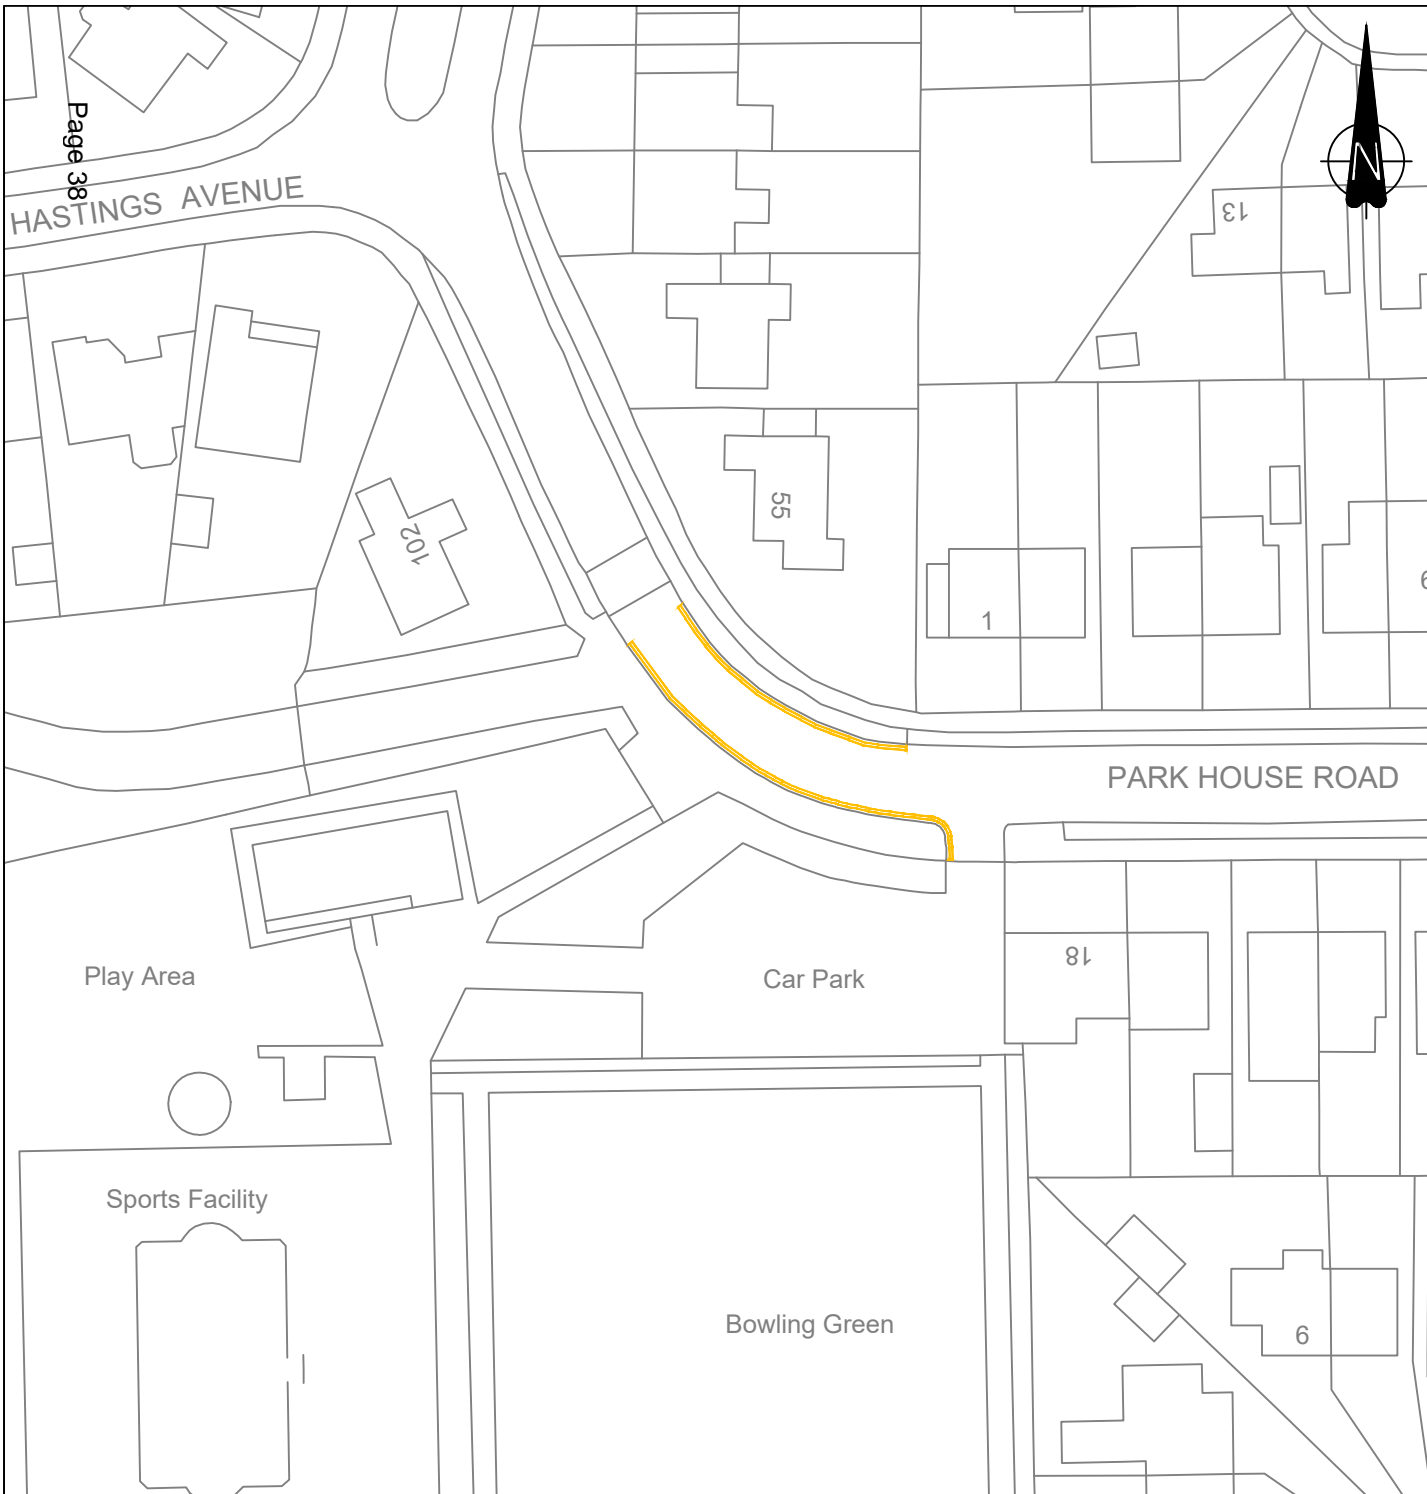 Page 38
HASTINGS AVENUE
N
13
55
102
1
PARK HOUSE ROAD
Play Area
Car Park
18
Sports Facility
Bowling Green
6